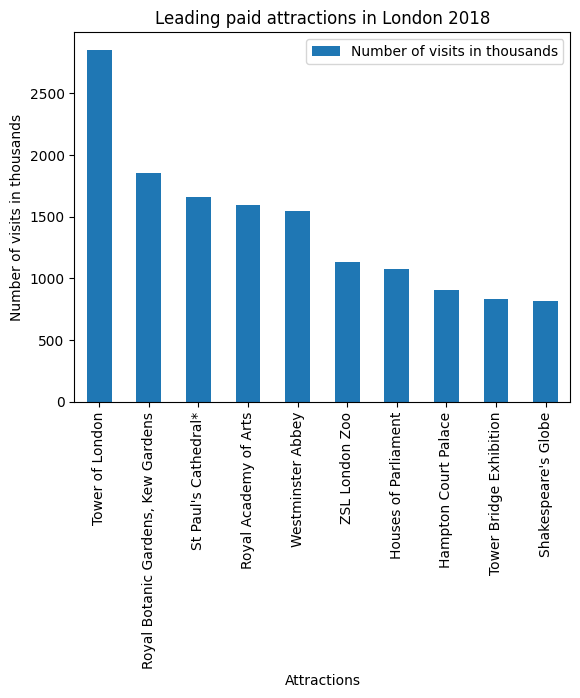 Leading paid attractions in London 2018
Number of visits in thousands
Number of visits in thousands
2500
2000
1500
1000
500
0
Tower of London
Royal Botanic Gardens, Kew Gardens
St Paul's Cathedral*
Royal Academy of Arts
Westminster Abbey
ZSL London Zoo
Houses of Parliament
Hampton Court Palace
Tower Bridge Exhibition
Shakespeare's Globe
Attractions